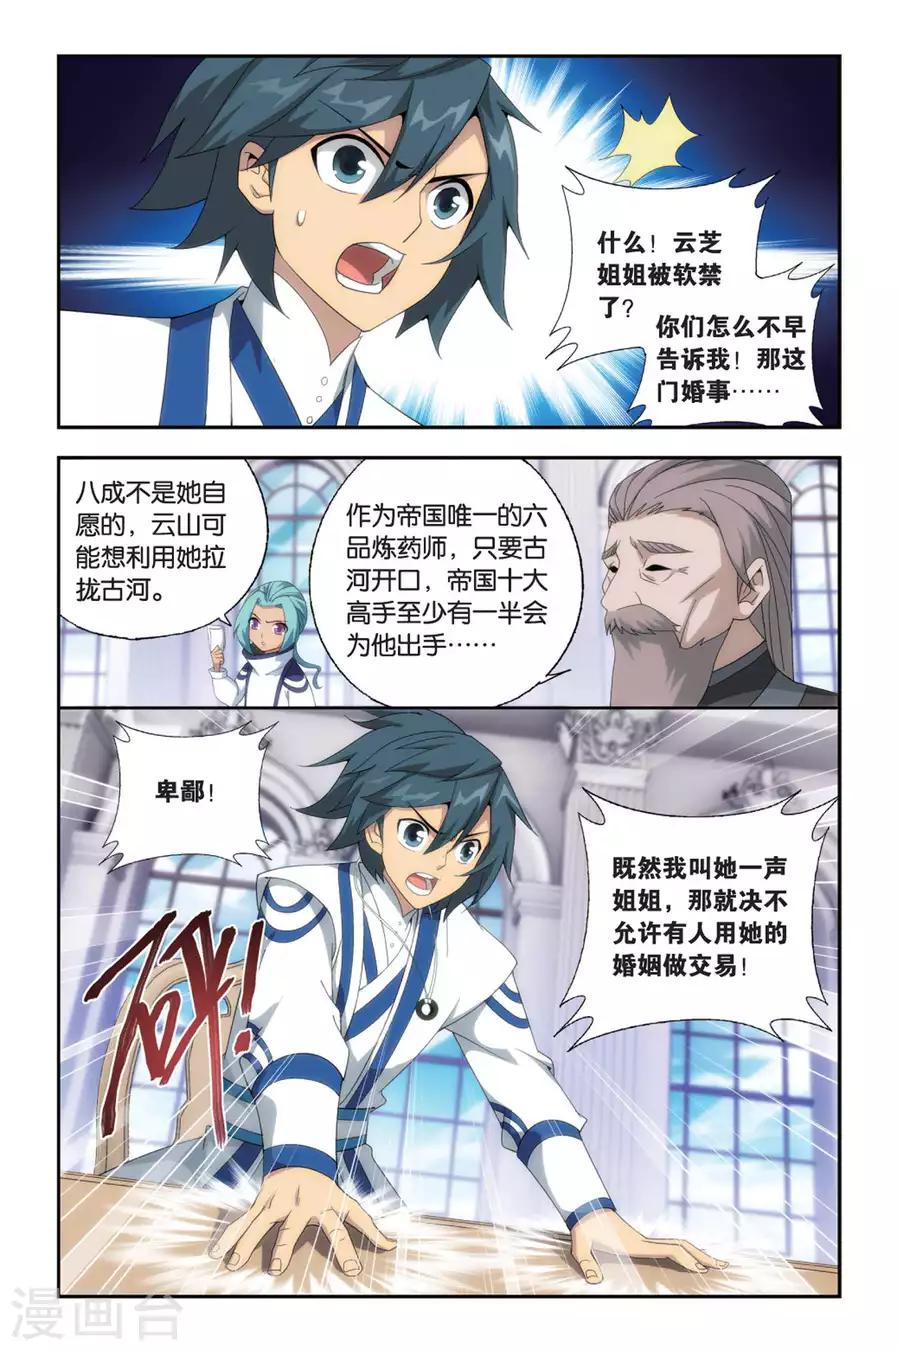 什么！云芝
姐姐被软禁
了？
你们怎么不早
告诉我！那这
门婚事……
八成不是她自
愿的，云山可
能想利用她拉
拢古河。
作为帝国唯一的六
品炼药师，只要古
河开口，帝国十大
高手至少有一半会
为他出手……
卑鄙！
既然我叫她一声
姐姐，那就决不
允许有人用她的
婚姻做交易！
砰！
漫画台